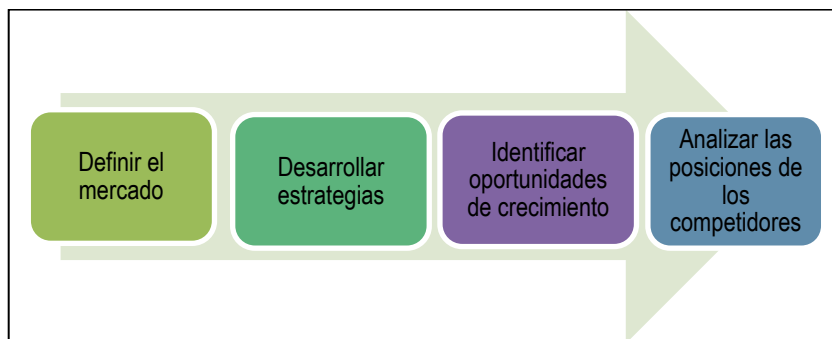 Definir el
mercado
Desarrollar
estrategias
Identificar
oportunidades
de crecimiento
Analizar las
posiciones de
los
competidores